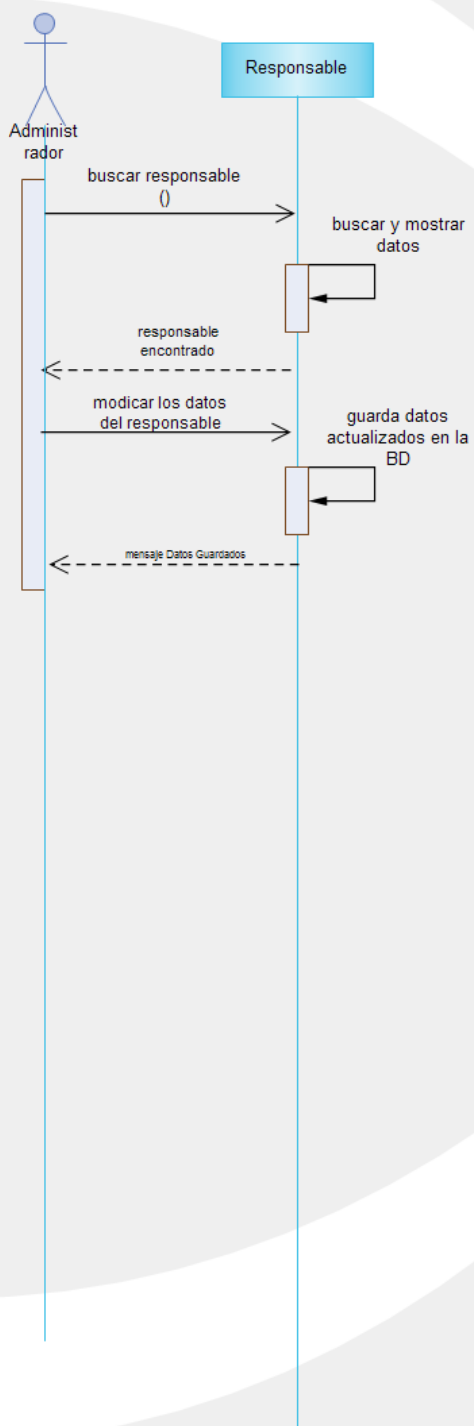 Responsable
Administ
rador
buscar responsable
()
buscar y mostrar
datos
responsable
encontrado
modicar los datos
del responsable
guarda datos
actualizados en la
BD
mensaje Datos Guardados